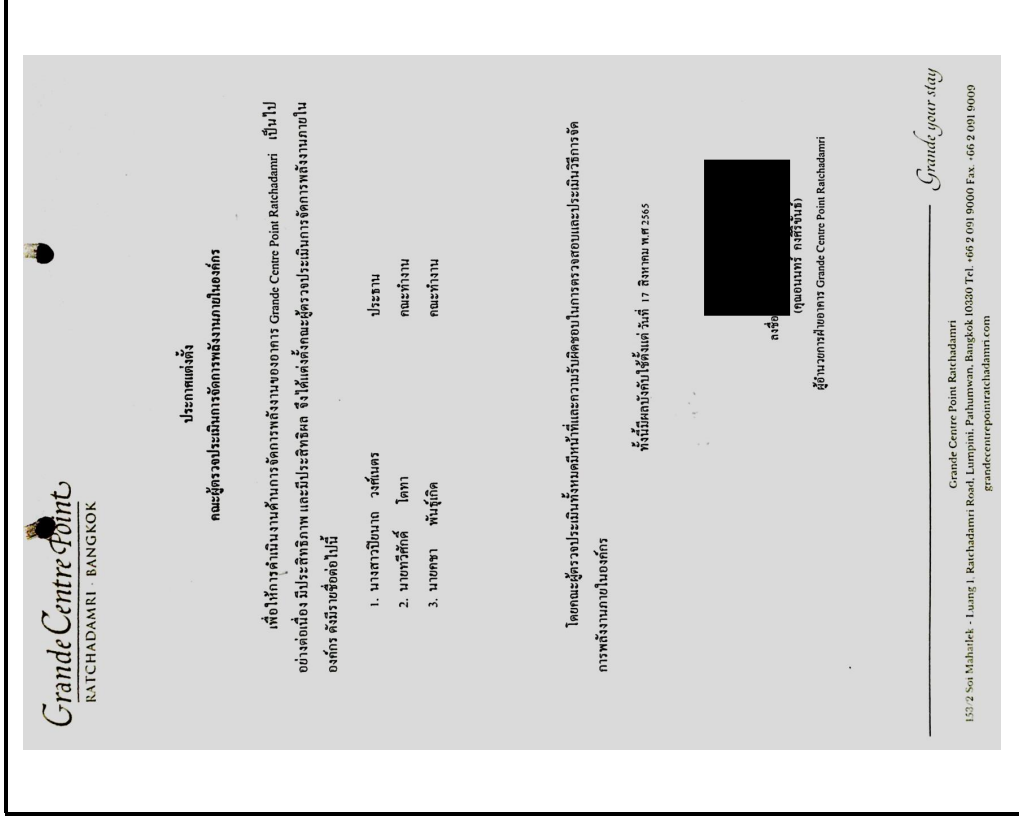 Grande Centre Point
RATCHADAMRI · BANGKOK
ประกาศแต่งตั้ง
คณะผู้ตรวจประเมินการจัดการพลังงานภายในองค์กร
เพื่อให้การดำเนินงานด้านการจัดการพลังงานของอาคาร Grande Centre Point Ratchadamri เป็นไป
อย่างต่อเนื่อง มีประสิทธิภาพ และมีประสิทธิผล จึงได้แต่งตั้งคณะผู้ตรวจประเมินการจัดการพลังงานภายใน
องค์กร ดังมีรายชื่อต่อไปนี้
1. นางสาวปิยนาถ วงศ์เนตร ประธาน
2. นายทวีศักดิ์ โตทา คณะทำงาน
3. นายคชา พันธุ์เกิด คณะทำงาน
โดยคณะผู้ตรวจประเมินทั้งหมดมีหน้าที่และความรับผิดชอบในการตรวจสอบและประเมินวิธีการจัด
การพลังงานภายในองค์กร
ทั้งนี้มีผลบังคับใช้ตั้งแต่ วันที่ 17 สิงหาคม พ.ศ 2565
ลงชื่อ
(คุณอนนทร์ คงศิริขันธ์)
ผู้อำนวยการฝ่ายอาคาร Grande Centre Point Ratchadamri
Grande your stay
Grande Centre Point Ratchadamri
153/2 Soi Mahatlek - Luang 1, Ratchadamri Road, Lumpini, Pathumwan, Bangkok 10330 Tel. +66 2 091 9000 Fax. +66 2 091 9009
grandecentrepointratchadamri.com